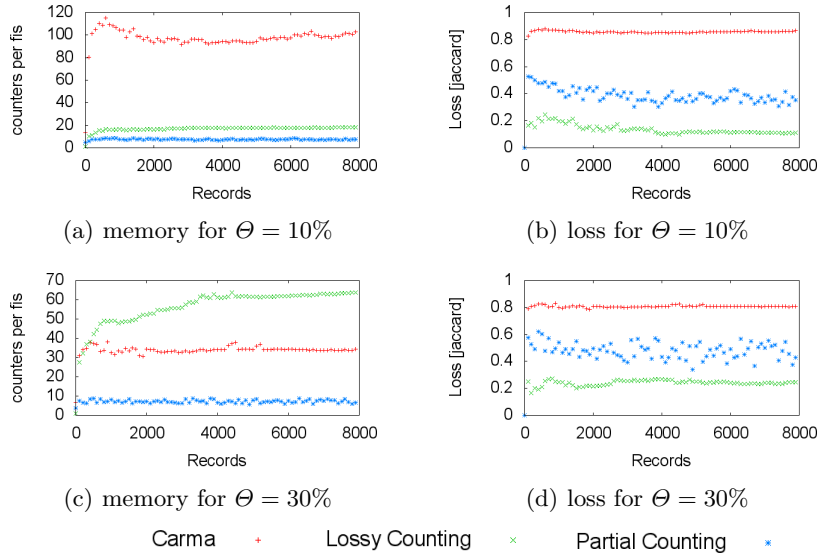 120
100
80
60
40
20
0
counters per fis
0 2000 4000 6000 8000
Records
(a) memory for Θ = 10%
1
0.8
0.6
0.4
0.2
0
Loss [jaccard]
0 2000 4000 6000 8000
Records
(b) loss for Θ = 10%
70
60
50
40
30
20
10
0
counters per fis
0 2000 4000 6000 8000
Records
(c) memory for Θ = 30%
1
0.8
0.6
0.4
0.2
0
Loss [jaccard]
0 2000 4000 6000 8000
Records
(d) loss for Θ = 30%
Carma Lossy Counting Partial Counting